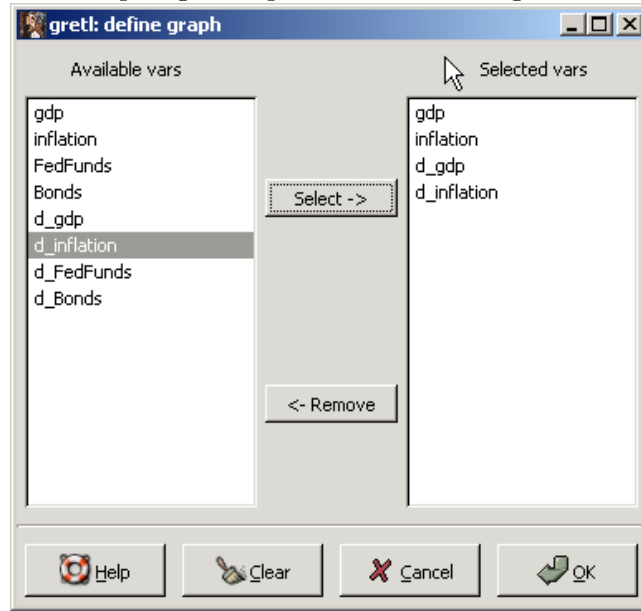 gretl: define graph
Available vars
Selected vars
gdp
inflation
FedFunds
Bonds
d_gdp
d_inflation
d_FedFunds
d_Bonds
Select ->
<- Remove
gdp
inflation
d_gdp
d_inflation
Help
Clear
Cancel
OK